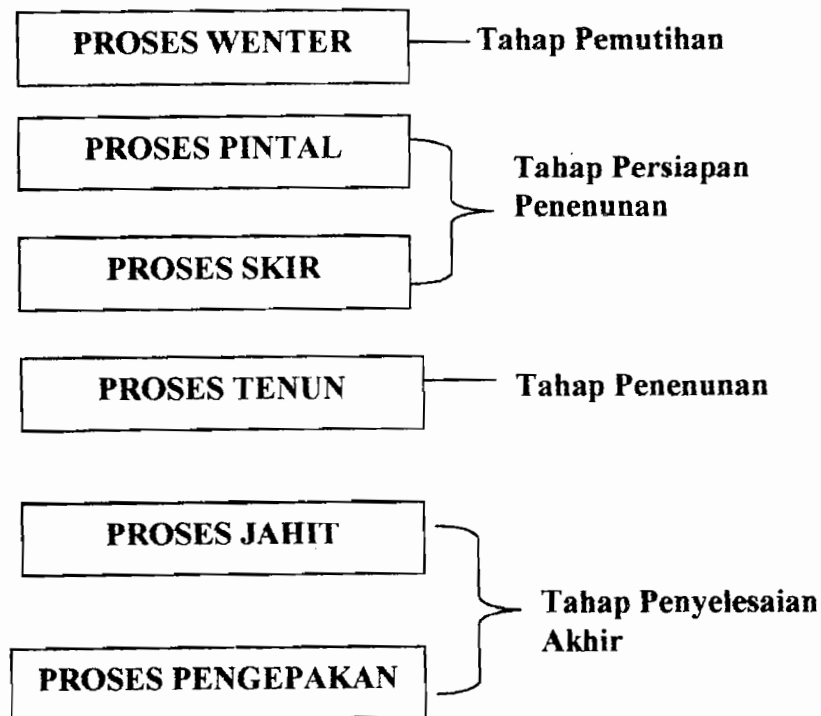 PROSES WENTER
Tahap Pemutihan
PROSES PINTAL
Tahap Persiapan
Penenunan
PROSES SKIR
PROSES TENUN
Tahap Penenunan
PROSES JAHIT
Tahap Penyelesaian
Akhir
PROSES PENGEPAKAN